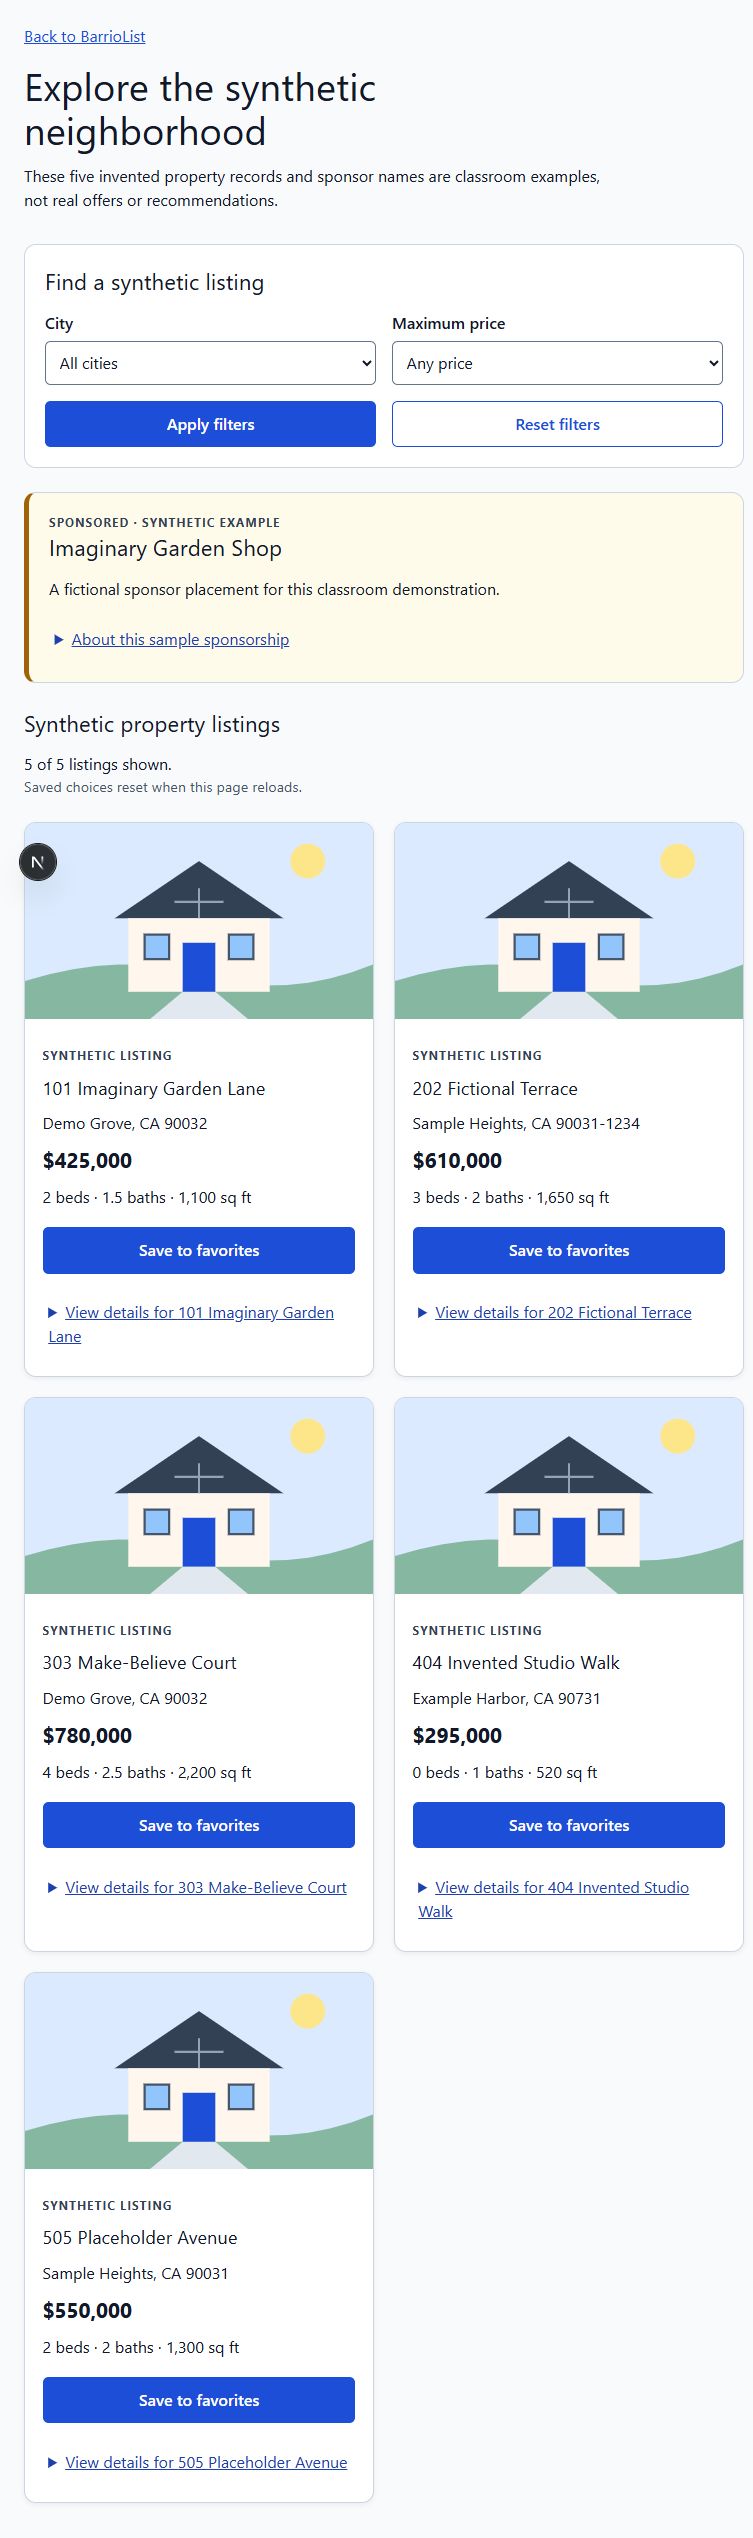 Back to BarrioList
Explore the synthetic
neighborhood
These five invented property records and sponsor names are classroom examples,
not real offers or recommendations.
Find a synthetic listing
City
Maximum price
All cities
Any price
Apply filters
Reset filters
SPONSORED · SYNTHETIC EXAMPLE
Imaginary Garden Shop
A fictional sponsor placement for this classroom demonstration.
About this sample sponsorship
Synthetic property listings
5 of 5 listings shown.
Saved choices reset when this page reloads.
N
SYNTHETIC LISTING
101 Imaginary Garden Lane
Demo Grove, CA 90032
$425,000
2 beds · 1.5 baths · 1,100 sq ft
Save to favorites
View details for 101 Imaginary Garden
Lane
SYNTHETIC LISTING
202 Fictional Terrace
Sample Heights, CA 90031-1234
$610,000
3 beds · 2 baths · 1,650 sq ft
Save to favorites
View details for 202 Fictional Terrace
SYNTHETIC LISTING
303 Make-Believe Court
Demo Grove, CA 90032
$780,000
4 beds · 2.5 baths · 2,200 sq ft
Save to favorites
View details for 303 Make-Believe Court
SYNTHETIC LISTING
404 Invented Studio Walk
Example Harbor, CA 90731
$295,000
0 beds · 1 baths · 520 sq ft
Save to favorites
View details for 404 Invented Studio
Walk
SYNTHETIC LISTING
505 Placeholder Avenue
Sample Heights, CA 90031
$550,000
2 beds · 2 baths · 1,300 sq ft
Save to favorites
View details for 505 Placeholder Avenue